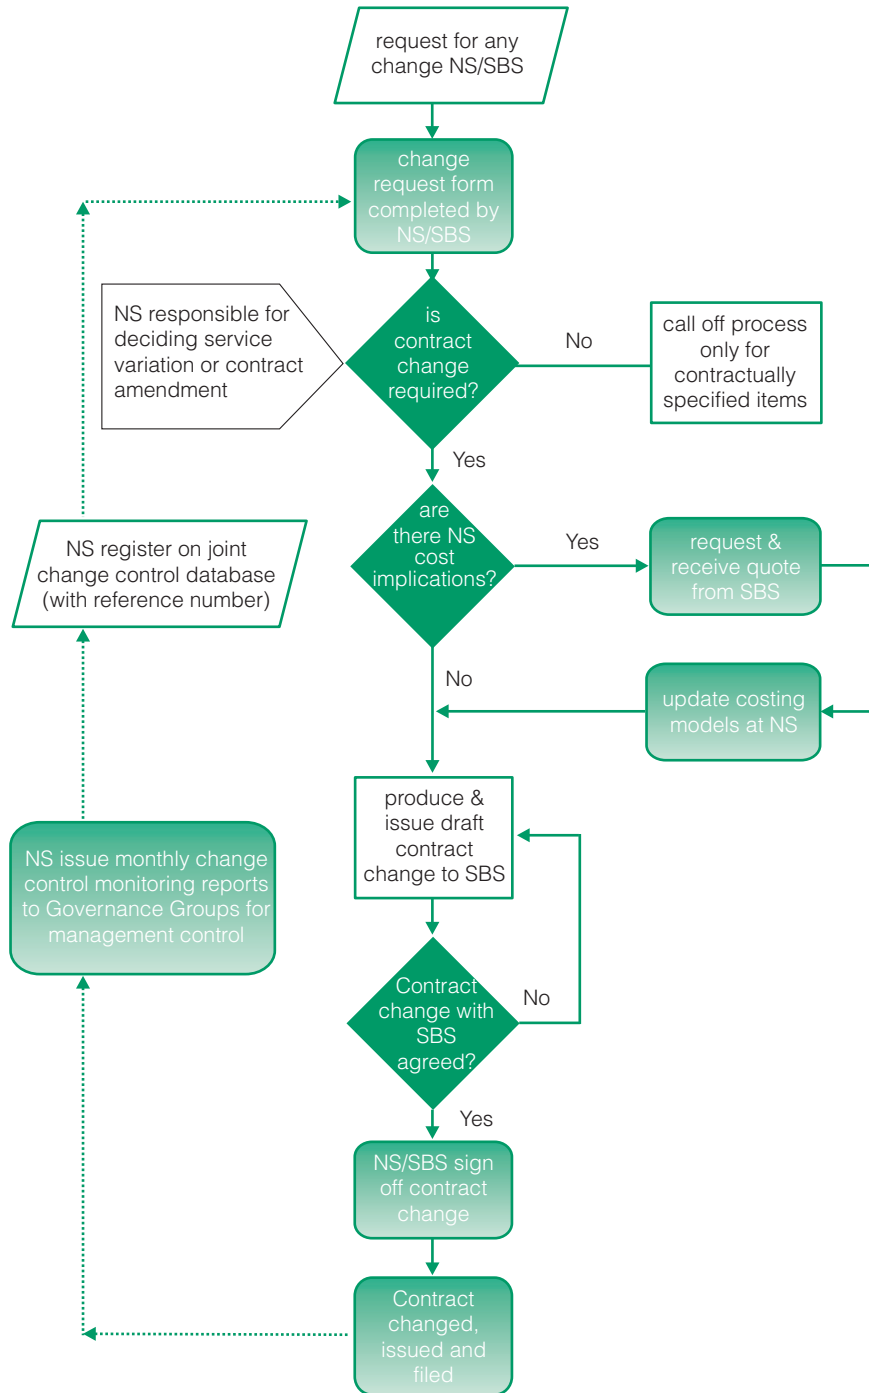 request for any
change NS/SBS
change
request form
completed by
NS/SBS
NS responsible for
deciding service
variation or contract
amendment
is
contract
change
required?
No
call off process
only for
contractually
specified items
Yes
are
there NS
cost
implications?
Yes
request &
receive quote
from SBS
NS register on joint
change control database
(with reference number)
No
update costing
models at NS
produce &
issue draft
contract
change to SBS
NS issue monthly change
control monitoring reports
to Governance Groups for
management control
Contract
change with
SBS
agreed?
No
Yes
NS/SBS sign
off contract
change
Contract
changed,
issued and
filed